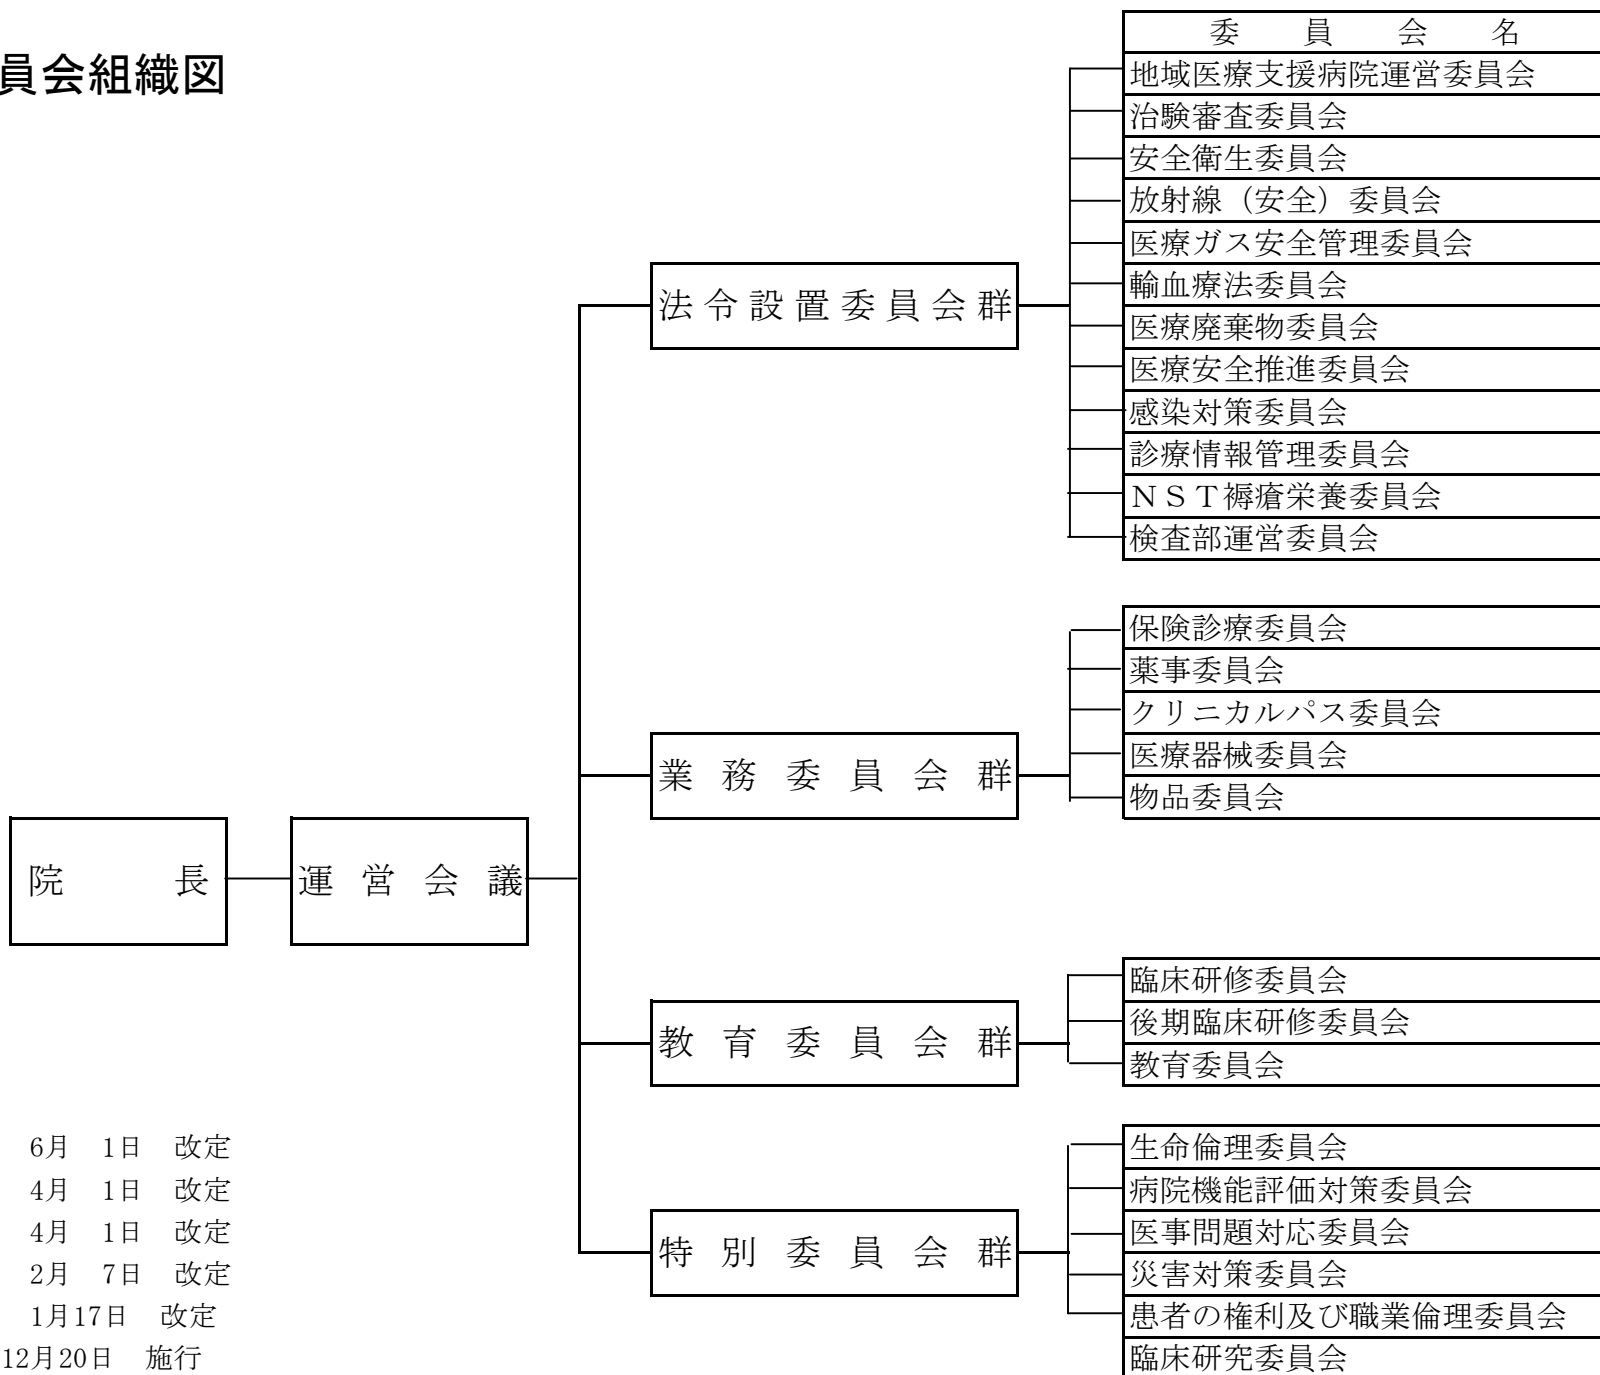 員会組織図
委員会名
地域医療支援病院運営委員会
治験審査委員会
安全衛生委員会
放射線（安全）委員会
医療ガス安全管理委員会
輸血療法委員会
医療廃棄物委員会
医療安全推進委員会
感染対策委員会
診療情報管理委員会
ＮＳＴ褥瘡栄養委員会
検査部運営委員会
法令設置委員会群
保険診療委員会
薬事委員会
クリニカルパス委員会
医療器械委員会
物品委員会
業務委員会群
院長
運営会議
臨床研修委員会
後期臨床研修委員会
教育委員会
教育委員会群
生命倫理委員会
病院機能評価対策委員会
医事問題対応委員会
災害対策委員会
患者の権利及び職業倫理委員会
臨床研究委員会
特別委員会群
6月　1日　改定
4月　1日　改定
4月　1日　改定
2月　7日　改定
1月17日　改定
12月20日　施行